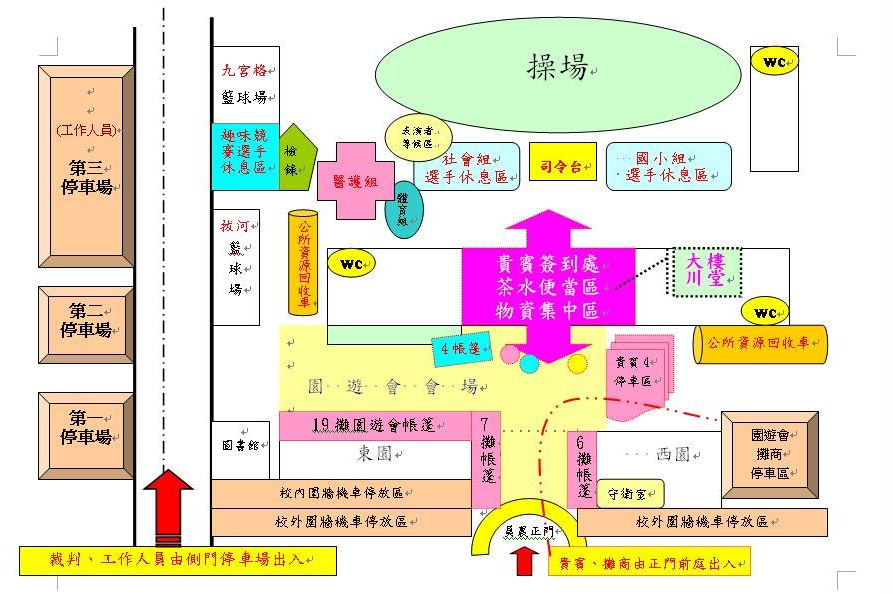 操場
WC
九宮格
籃球場
(工作人員)
第三
停車場
趣味競
賽選手
休息區
檢錄
表演者
等候區
醫護組
體育組
社會組
選手休息區
司令台
國小組
選手休息區
拔河
籃
球
場
公所資源回收車
WC
貴賓簽到處
茶水便當區
物資集中區
大樓
川堂
WC
第二
停車場
4帳篷
公所資源回收車
貴賓4
停車區
園遊會會場
第一
停車場
19攤園遊會帳篷
7攤帳篷
6攤帳篷
圖書館
東園
西園
園遊會
攤商
停車區
守衛室
校內圍牆機車停放區
校外圍牆機車停放區
員農正門
校外圍牆機車停放區
裁判、工作人員由側門停車場出入
貴賓、攤商由正門前庭出入